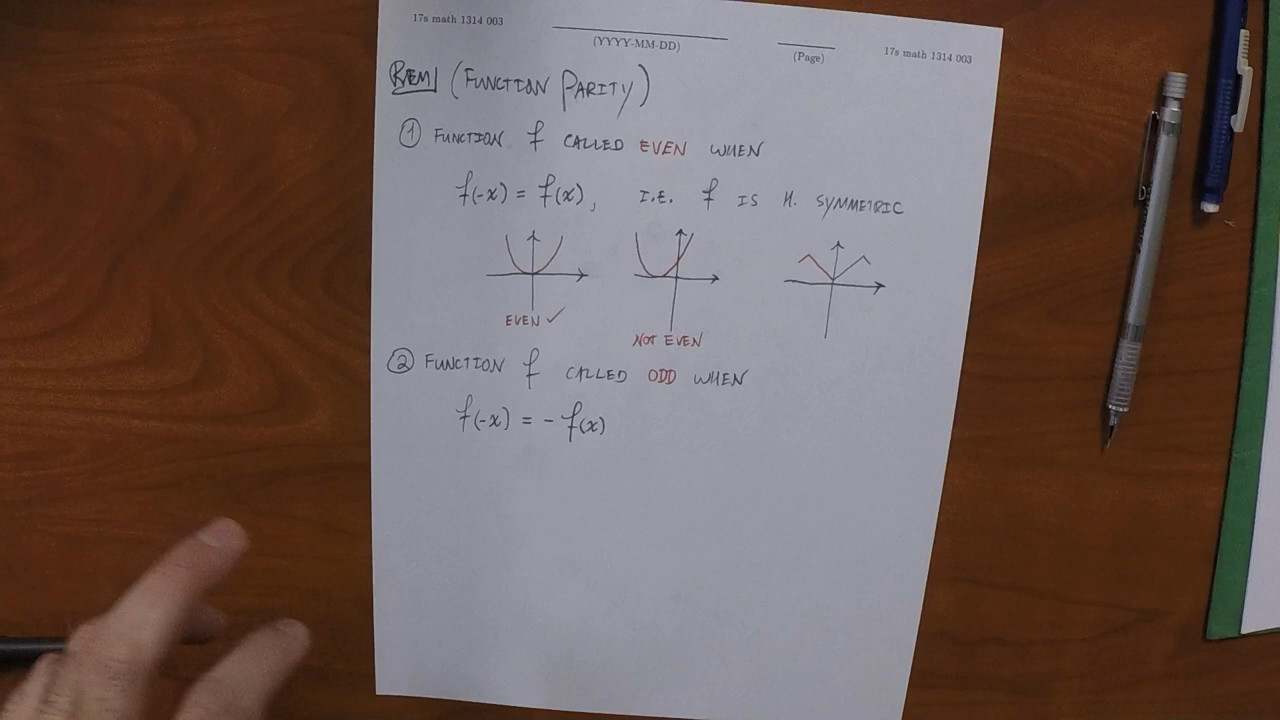 17s math 1314 003
(YYYY-MM-DD)
(Page)
17s math 1314 003
REM (FUNCTION PARITY)
① FUNCTION f CALLED EVEN WHEN
f(-x) = f(x), I.E. f IS H. SYMMETRIC
EVEN ✓
NOT EVEN
② FUNCTION f CALLED ODD WHEN
f(-x) = - f(x)